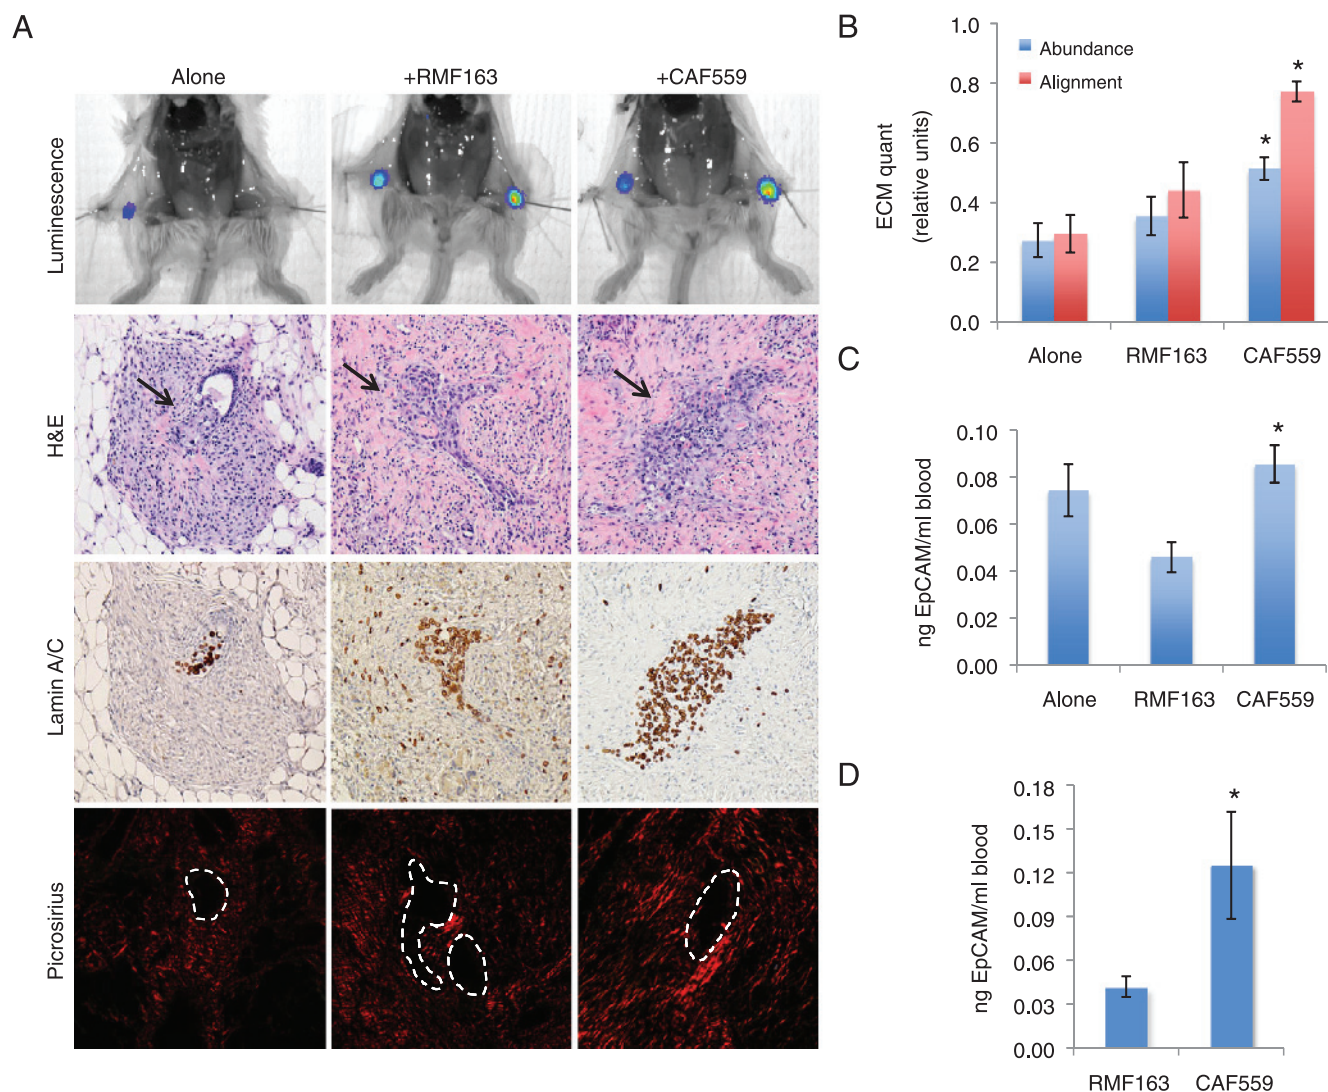 A
Alone
+RMF163
+CAF559
Luminescence
H&E
Lamin A/C
Picrosirius
B
ECM quant
(relative units)
1.0
0.8
0.6
0.4
0.2
0.0
Abundance
Alignment
*
*
Alone
RMF163
CAF559
C
ng EpCAM/ml blood
0.10
0.08
0.06
0.04
0.02
0.00
*
Alone
RMF163
CAF559
D
ng EpCAM/ml blood
0.18
0.15
0.12
0.09
0.06
0.03
0.00
*
RMF163
CAF559